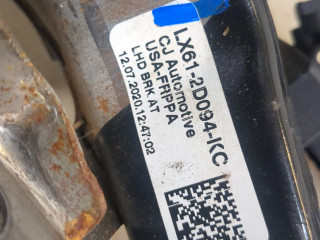 LX61-2D094-KC
CJ Automotive
USA-FRPPA
LHD BRK AT
12.07.2020,12:47:02